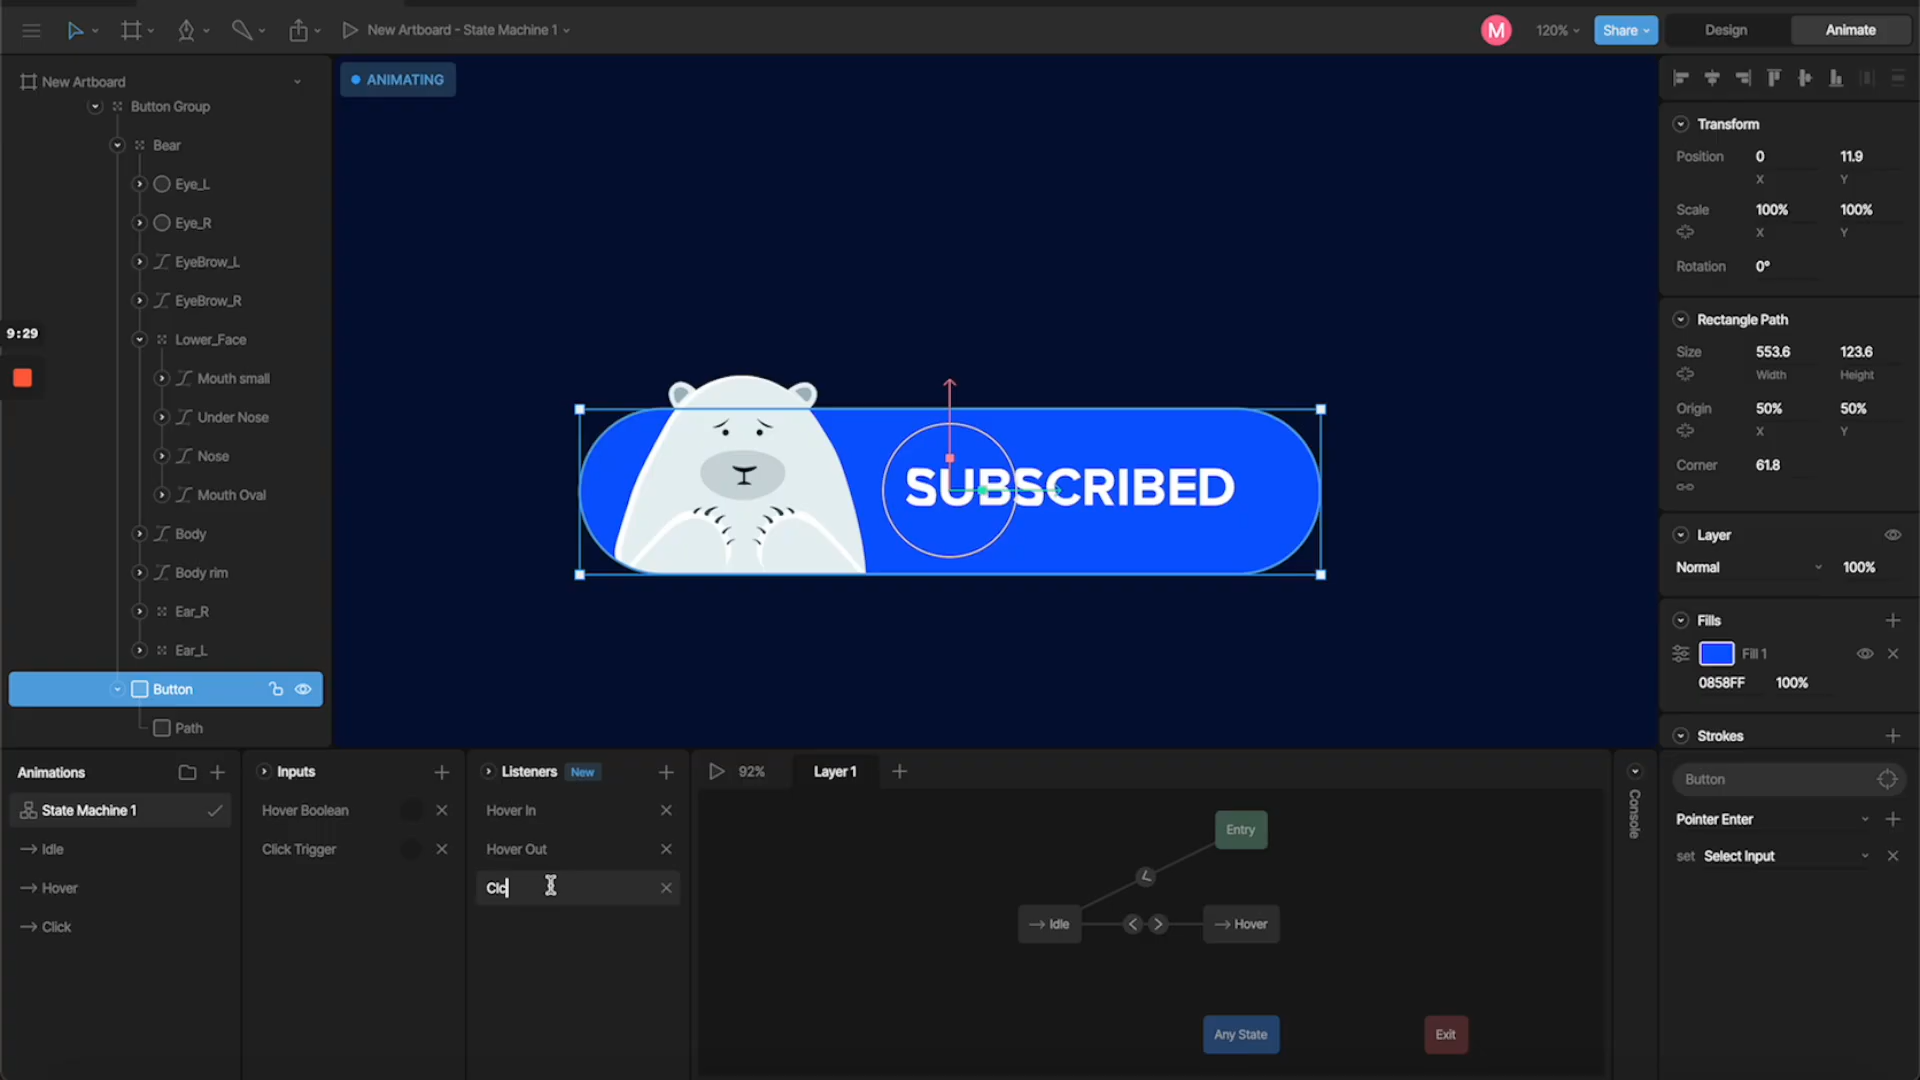 New Artboard - State Machine 1
M
120%
Share
Design
Animate
New Artboard
ANIMATING
Button Group
Bear
Eye_L
Eye_R
EyeBrow_L
EyeBrow_R
9:29
Lower_Face
Mouth small
Under Nose
Nose
Mouth Oval
Body
Body rim
Ear_R
Ear_L
Button
Path
SUBSCRIBED
Transform
Position 0 11.9
X Y
Scale 100% 100%
X Y
Rotation 0°
Rectangle Path
Size 553.6 123.6
Width Height
Origin 50% 50%
X Y
Corner 61.8
Layer
Normal 100%
Fills
Fill 1
0858FF 100%
Strokes
Animations
State Machine 1
Idle
Hover
Click
Inputs
Hover Boolean
Click Trigger
Listeners New
Hover In
Hover Out
Clc
92%
Layer 1
Entry
Idle
Hover
Any State
Exit
Console
Button
Pointer Enter
set Select Input